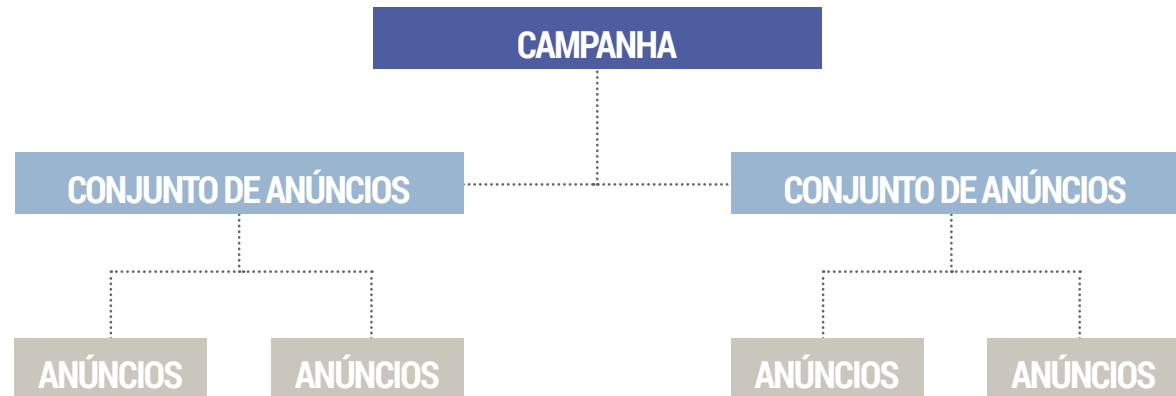 CAMPANHA
CONJUNTO DE ANÚNCIOS
CONJUNTO DE ANÚNCIOS
ANÚNCIOS
ANÚNCIOS
ANÚNCIOS
ANÚNCIOS